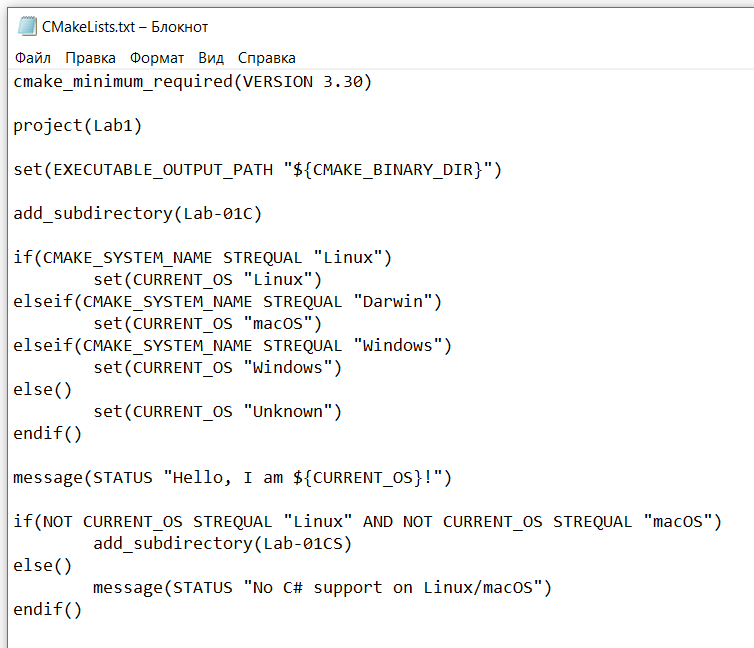 CMakeLists.txt – Блокнот
Файл Правка Формат Вид Справка
cmake_minimum_required(VERSION 3.30)
project(Lab1)
set(EXECUTABLE_OUTPUT_PATH "${CMAKE_BINARY_DIR}")
add_subdirectory(Lab-01C)
if(CMAKE_SYSTEM_NAME STREQUAL "Linux")
set(CURRENT_OS "Linux")
elseif(CMAKE_SYSTEM_NAME STREQUAL "Darwin")
set(CURRENT_OS "macOS")
elseif(CMAKE_SYSTEM_NAME STREQUAL "Windows")
set(CURRENT_OS "Windows")
else()
set(CURRENT_OS "Unknown")
endif()
message(STATUS "Hello, I am ${CURRENT_OS}!")
if(NOT CURRENT_OS STREQUAL "Linux" AND NOT CURRENT_OS STREQUAL "macOS")
add_subdirectory(Lab-01CS)
else()
message(STATUS "No C# support on Linux/macOS")
endif()